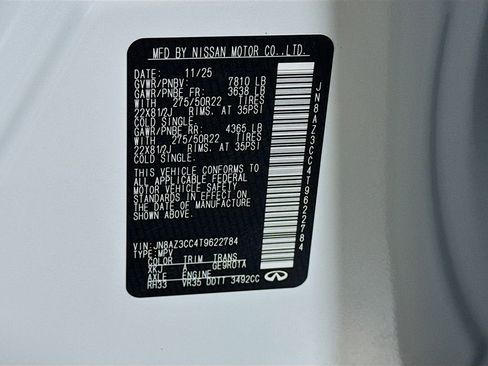 MFD BY NISSAN MOTOR CO.,LTD.
DATE: 11/25
GVWR/PNBV: 7810 LB
GAWR/PNBE FR: 3638 LB
WITH 275/50R22 TIRES
22X81/2J RIMS, AT 35PSI
COLD SINGLE.
GAWR/PNBE RR: 4365 LB
WITH 275/50R22 TIRES
22X81/2J RIMS, AT 35PSI
COLD SINGLE.
THIS VEHICLE CONFORMS TO
ALL APPLICABLE FEDERAL
MOTOR VEHICLE SAFETY
STANDARDS IN EFFECT ON
THE DATE OF MANUFACTURE
SHOWN ABOVE.
VIN: JN8AZ3CC4T9622784
TYPE: MPV
COLOR TRIM TRANS
XKJ A GE9R01A
AXLE ENGINE
RH33 VR35 DDTT 3492CC
JN8AZ3CC4T9622784